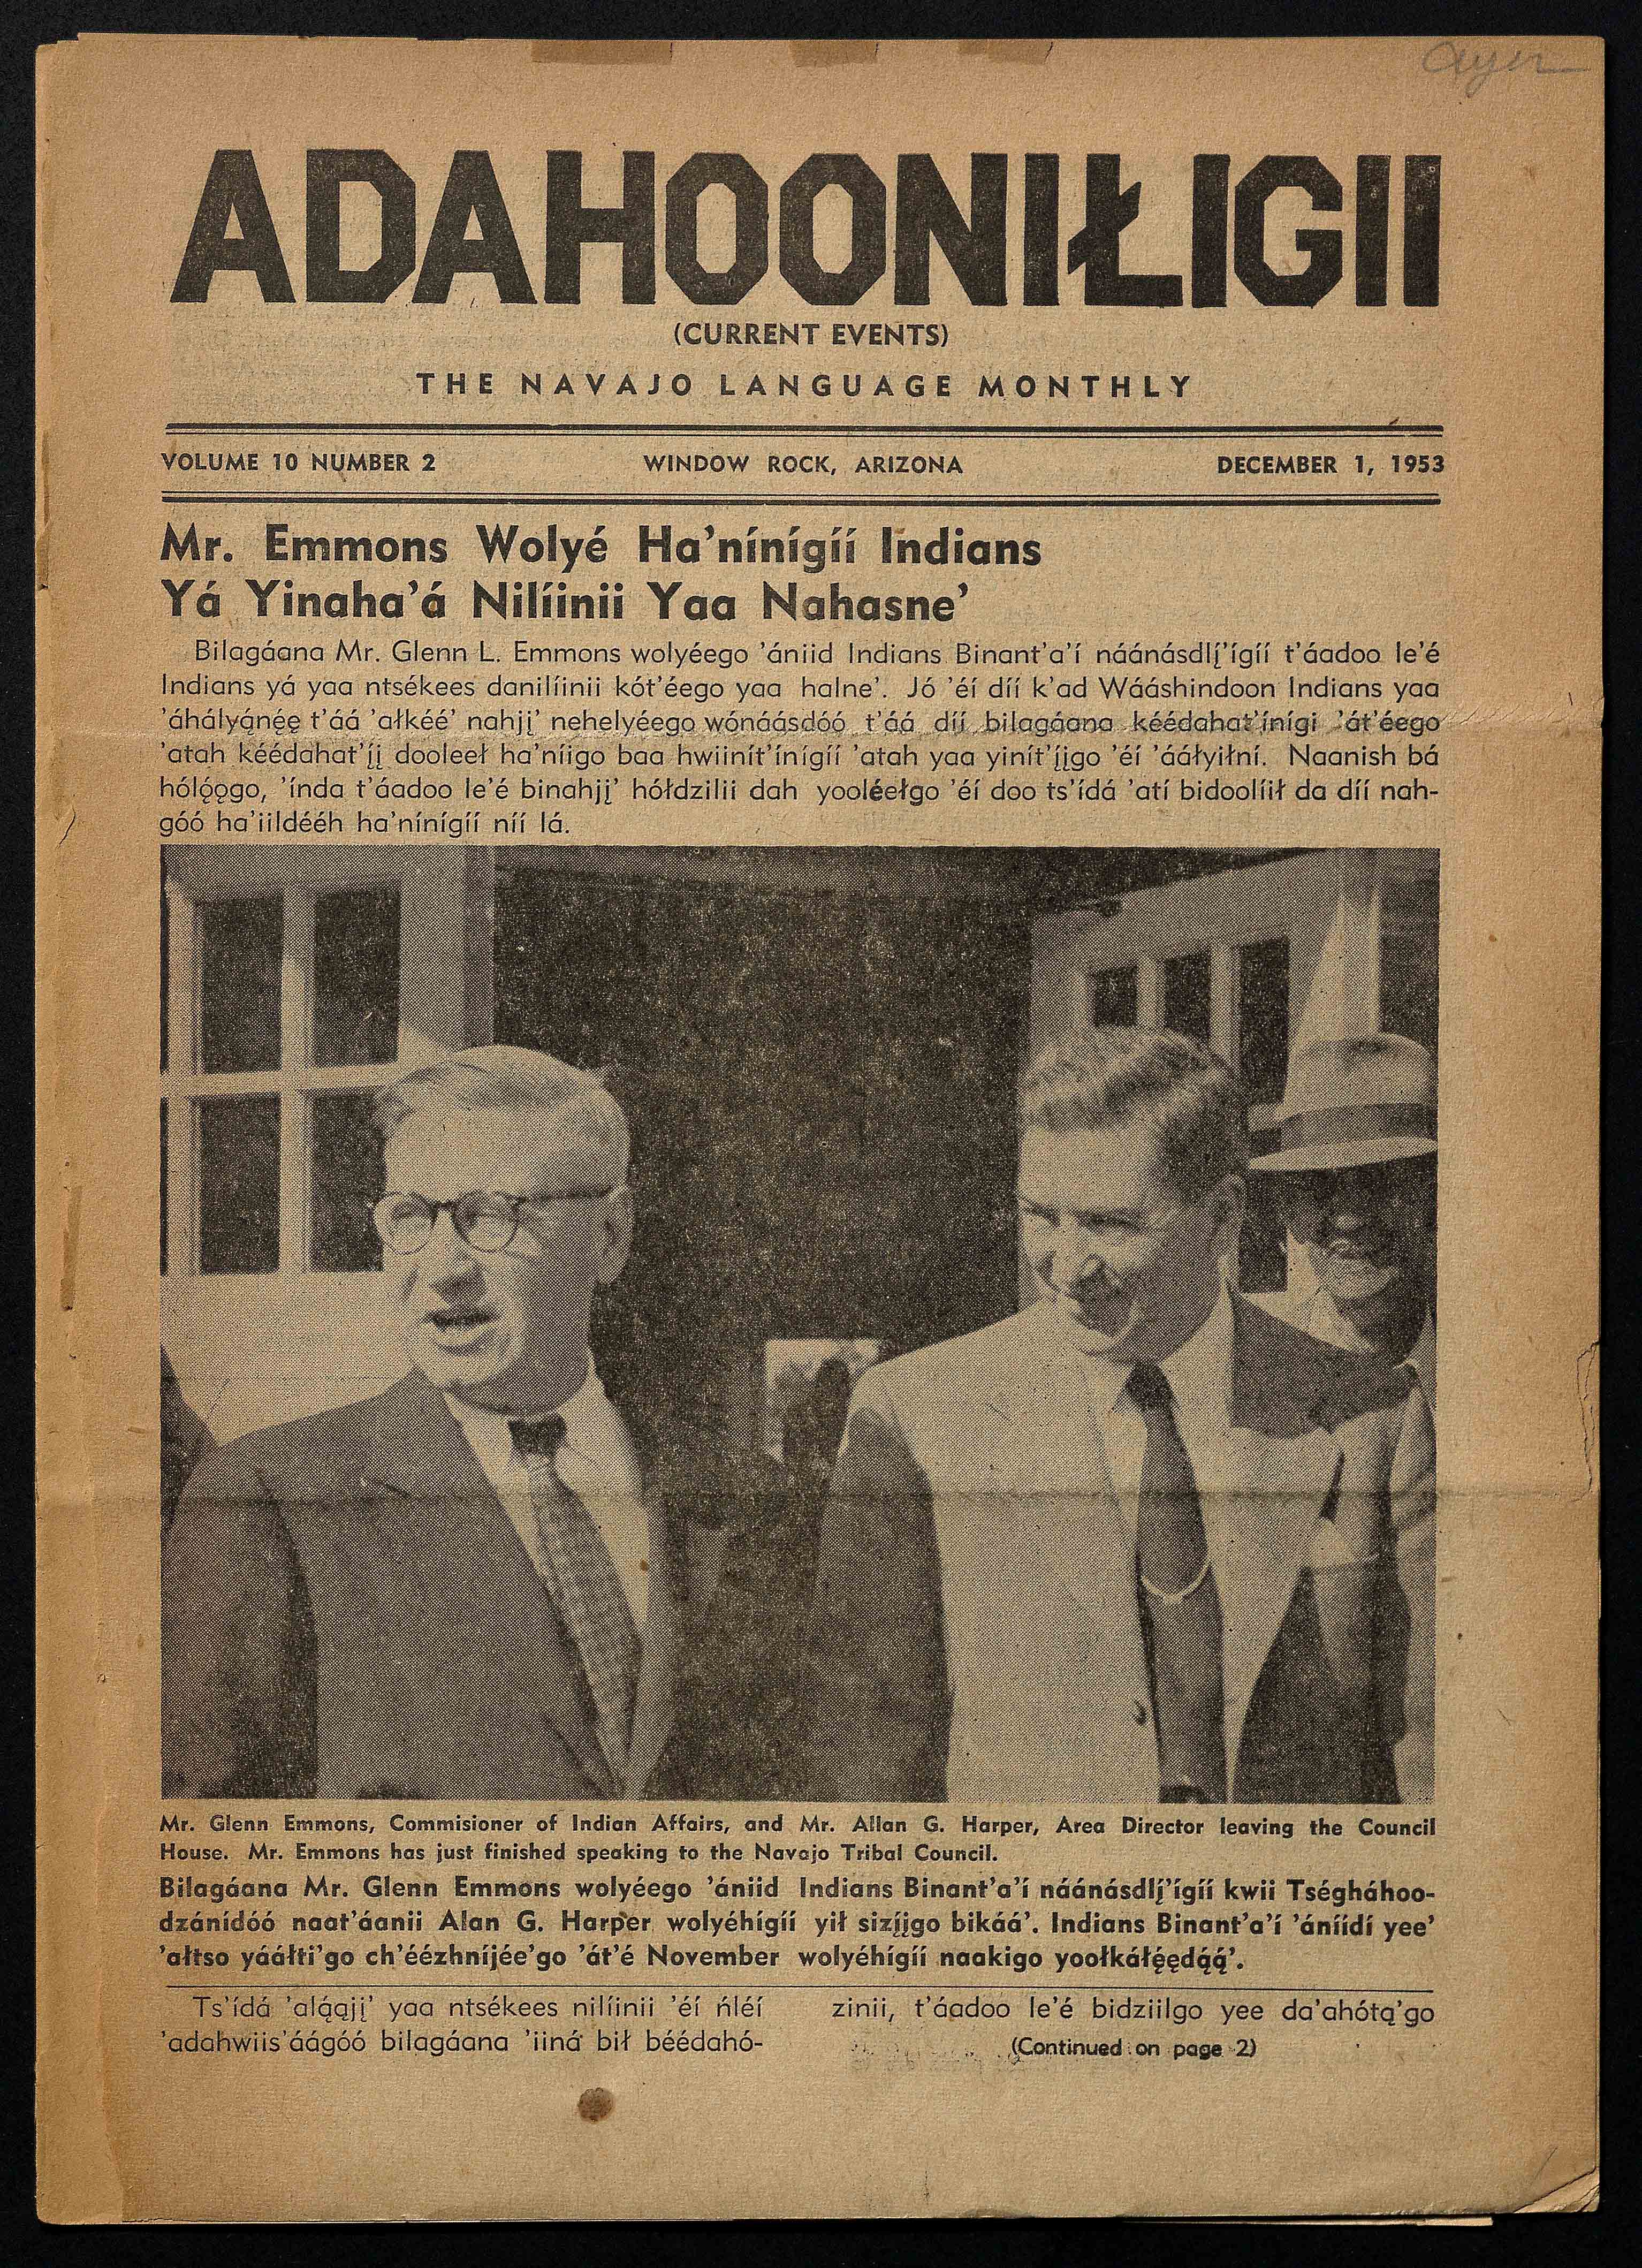 Ayer
ADAHOONIŁIGII
(CURRENT EVENTS)
THE NAVAJO LANGUAGE MONTHLY
VOLUME 10 NUMBER 2 WINDOW ROCK, ARIZONA DECEMBER 1, 1953
Mr. Emmons Wolyé Ha’nínígíí Indians
Yá Yinaha’á Nilíinii Yaa Nahasne’
Bilagáana Mr. Glenn L. Emmons wolyéego ’ániid Indians Binant’a’í náánásdlį́’ígíí t’áadoo le’é
Indians yá yaa ntsékees danilíinii kót’éego yaa halne’. Jó ’éí díí k’ad Wááshindoon Indians yaa
’áhályą́nę́ę t’áá ’ałkéé’ nahjį’ nehelyéego wónáásdóó t’áá díí bilagáana kéédahat’ínígi ’át’éego
’atah kéédahat’į́į dooleeł ha’níigo baa hwiinít’ínígíí ’atah yaa yinít’į́įgo ’éí ’ááłyiłní. Naanish bá
hólǫ́ǫgo, ’índa t’áadoo le’é binahjį’ hółdzilii dah yooléełgo ’éí doo ts’ídá ’atí bidoolíił da díí nah-
góó ha’iildééh ha’nínígíí níí lá.
Mr. Glenn Emmons, Commisioner of Indian Affairs, and Mr. Allan G. Harper, Area Director leaving the Council
House. Mr. Emmons has just finished speaking to the Navajo Tribal Council.
Bilagáana Mr. Glenn Emmons wolyéego ’ániid Indians Binant’a’í náánásdlį́’ígíí kwii Tséghahoo-
dzánídóó naat’áanii Alan G. Harper wolyéhígíí yił sizį́įgo bikáá’. Indians Binant’a’í ’áníídí yee’
’ałtso yááłti’go ch’éézhníjée’go ’át’é November wolyéhígíí naakigo yoołkáłę́ędą́ą́’.
Ts’ídá ’alą́ąjį’ yaa ntsékees nilíinii ’éí ńléí
’adahwiis’áágóó bilagáana ’iiná bił béédahó-
zinii, t’áadoo le’é bidziilgo yee da’ahótą’go
(Continued on page 2)